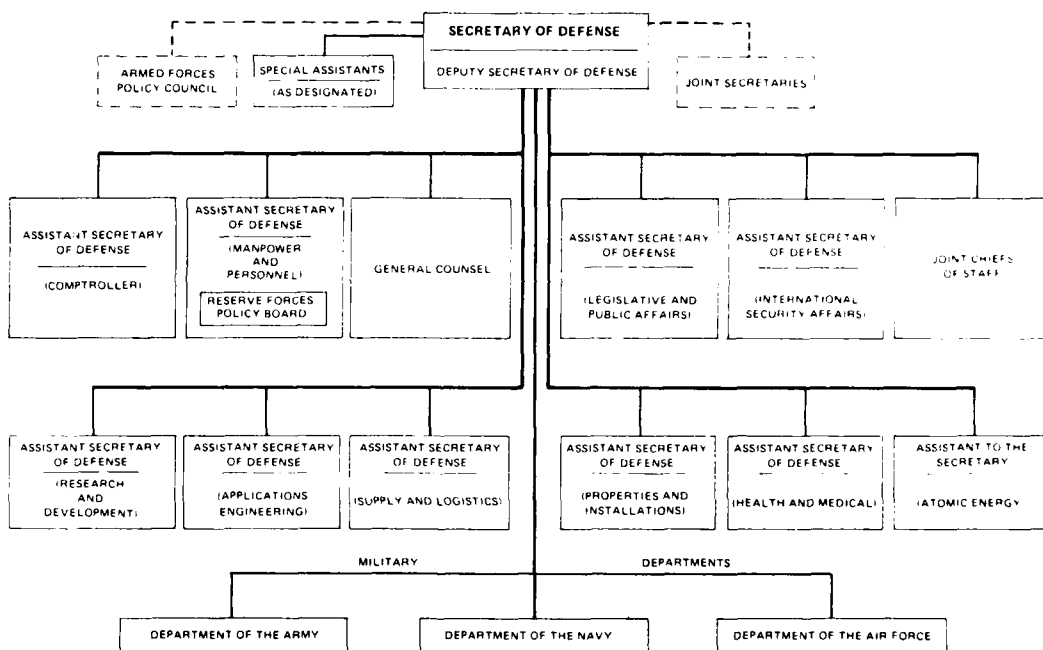 SECRETARY OF DEFENSE
DEPUTY SECRETARY OF DEFENSE
ARMED FORCES
POLICY COUNCIL
SPECIAL ASSISTANTS
(AS DESIGNATED)
JOINT SECRETARIES
ASSISTANT SECRETARY
OF DEFENSE
(COMPTROLLER)
ASSISTANT SECRETARY
OF DEFENSE
(MANPOWER
AND
PERSONNEL)
RESERVE FORCES
POLICY BOARD
GENERAL COUNSEL
ASSISTANT SECRETARY
OF DEFENSE
(LEGISLATIVE AND
PUBLIC AFFAIRS)
ASSISTANT SECRETARY
OF DEFENSE
(INTERNATIONAL
SECURITY AFFAIRS)
JOINT CHIEFS
OF STAFF
ASSISTANT SECRETARY
OF DEFENSE
(RESEARCH
AND
DEVELOPMENT)
ASSISTANT SECRETARY
OF DEFENSE
(APPLICATIONS
ENGINEERING)
ASSISTANT SECRETARY
OF DEFENSE
(SUPPLY AND LOGISTICS)
ASSISTANT SECRETARY
OF DEFENSE
(PROPERTIES AND
INSTALLATIONS)
ASSISTANT SECRETARY
OF DEFENSE
(HEALTH AND MEDICAL)
ASSISTANT TO THE
SECRETARY
(ATOMIC ENERGY
MILITARY DEPARTMENTS
DEPARTMENT OF THE ARMY
DEPARTMENT OF THE NAVY
DEPARTMENT OF THE AIR FORCE